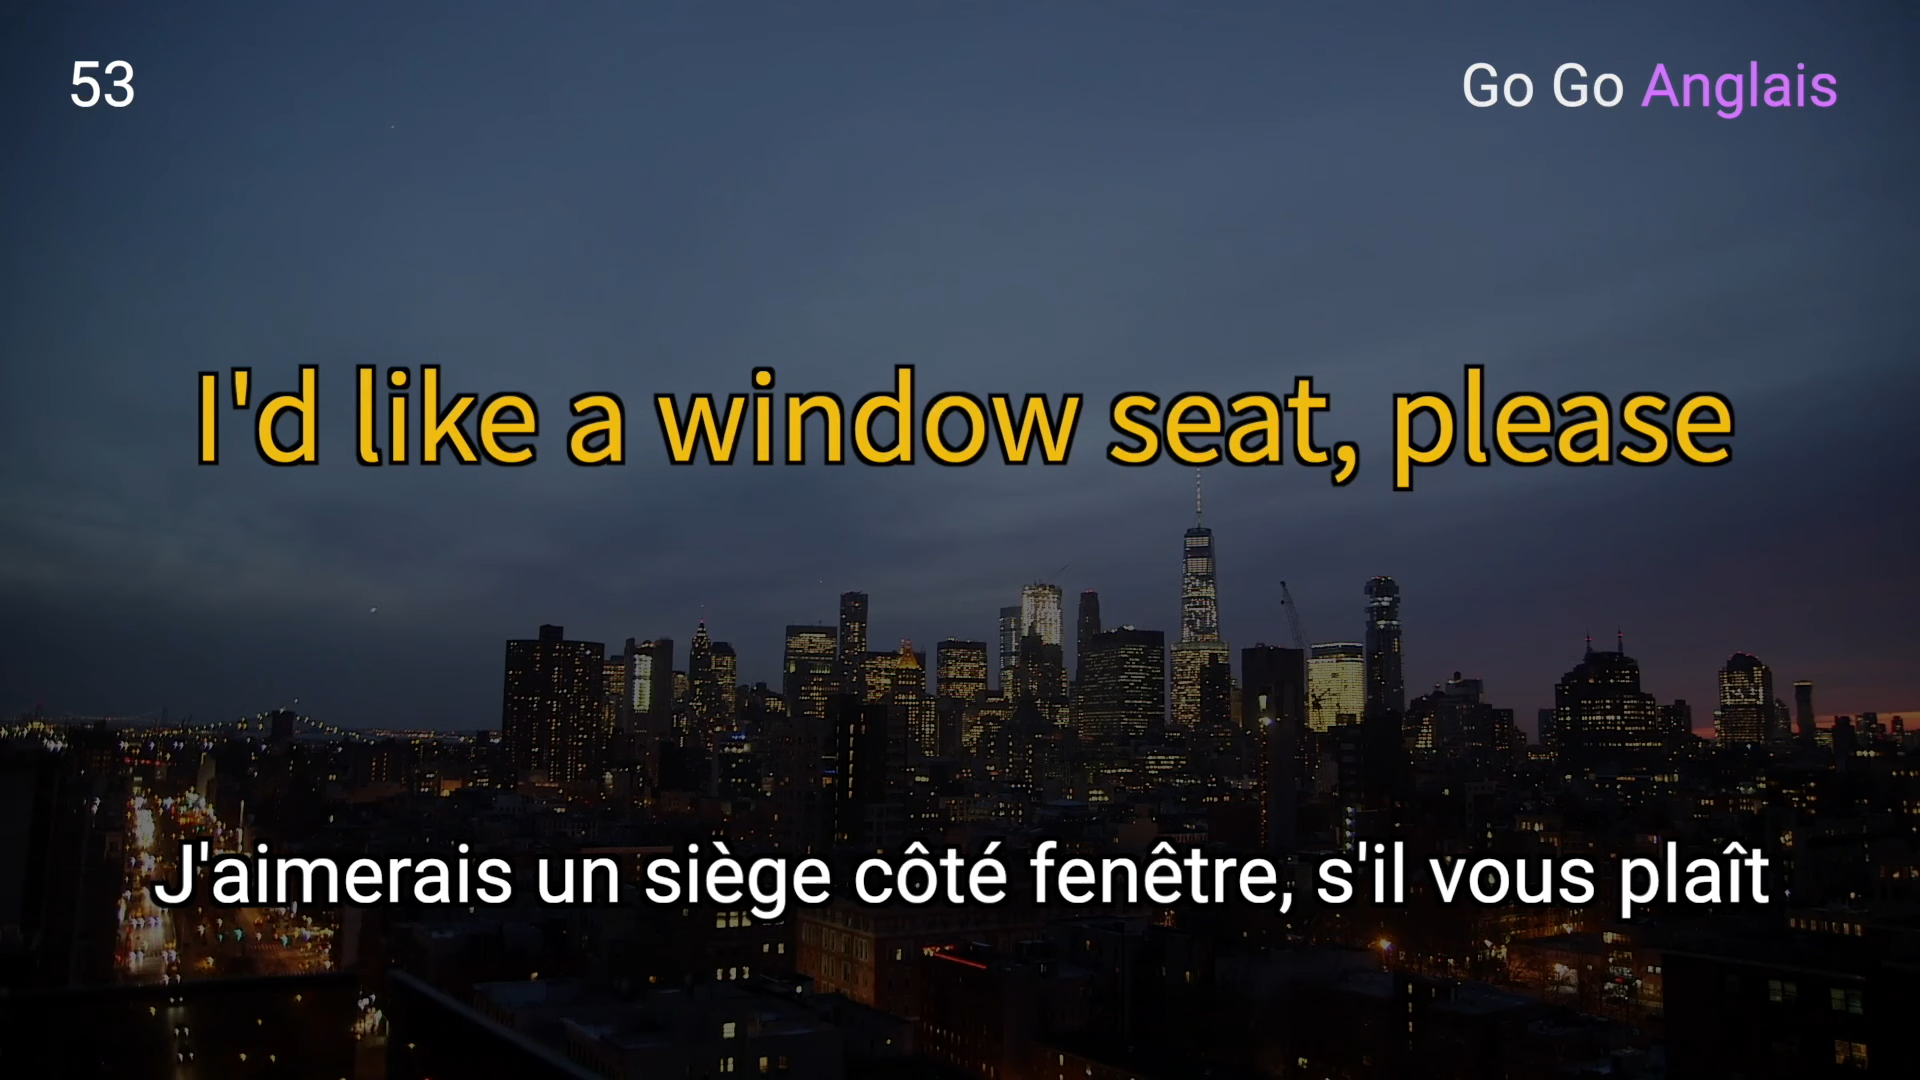 53
Go Go Anglais
I'd like a window seat, please
J'aimerais un siège côté fenêtre, s'il vous plaît